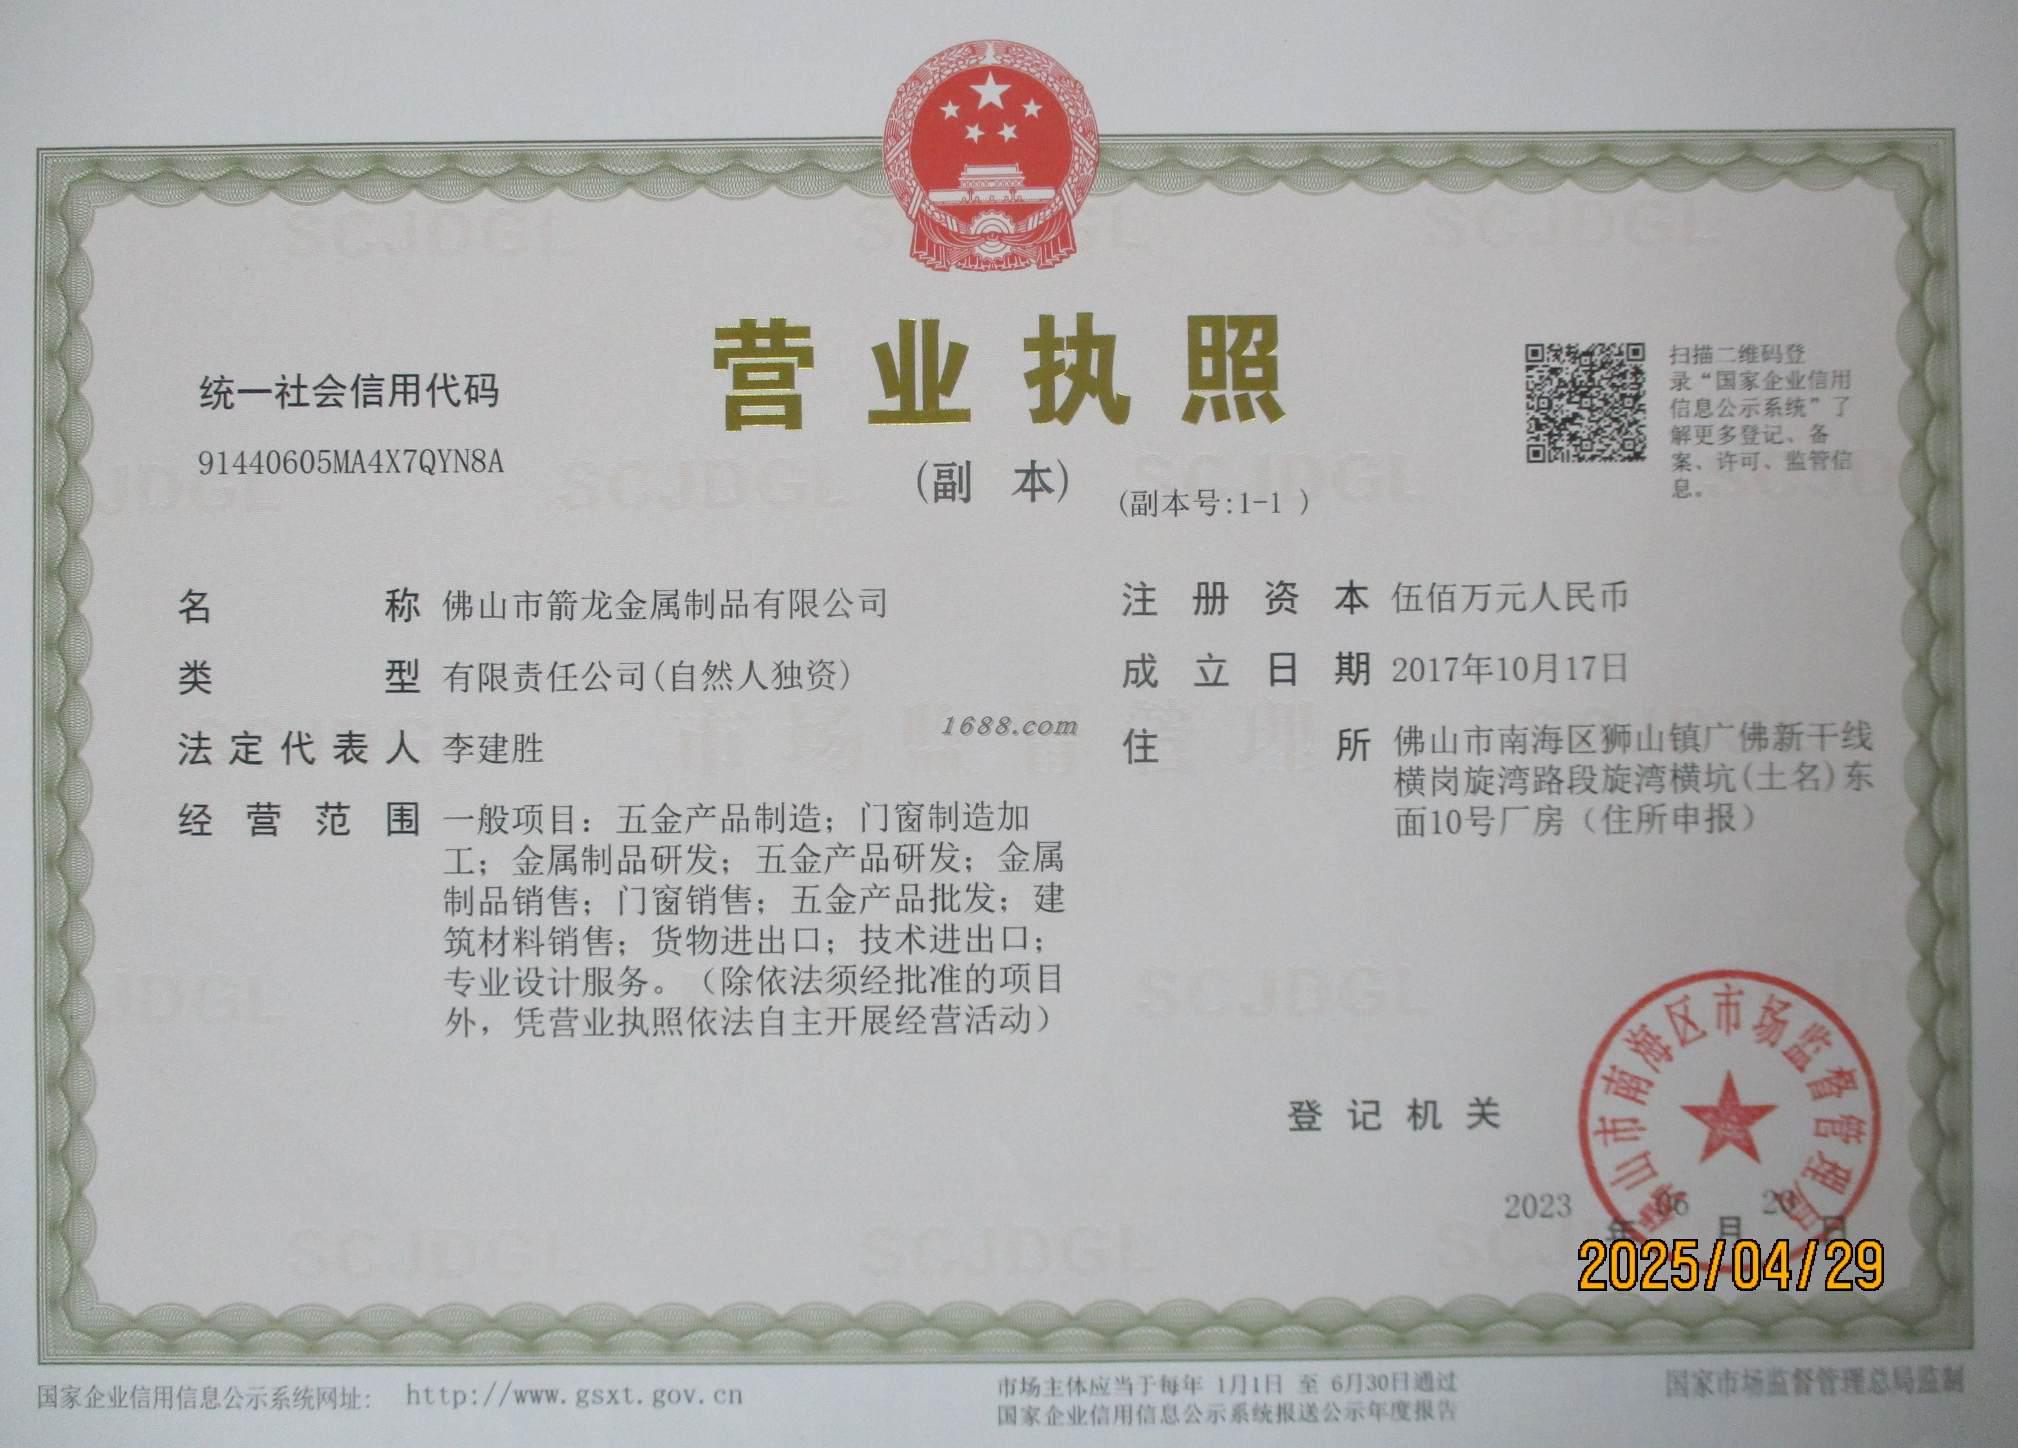 营业执照
(副 本)
(副本号:1-1 )
统一社会信用代码
91440605MA4X7QYN8A
扫描二维码登
录“国家企业信用
信息公示系统”了
解更多登记、备
案、许可、监管信
息。
名称 佛山市箭龙金属制品有限公司
类型 有限责任公司(自然人独资)
法定代表人 李建胜
经营范围 一般项目：五金产品制造；门窗制造加
工；金属制品研发；五金产品研发；金属
制品销售；门窗销售；五金产品批发；建
筑材料销售；货物进出口；技术进出口；
专业设计服务。（除依法须经批准的项目
外，凭营业执照依法自主开展经营活动）
注册资本 伍佰万元人民币
成立日期 2017年10月17日
住所 佛山市南海区狮山镇广佛新干线
横岗旋湾路段旋湾横坑(土名)东
面10号厂房（住所申报）
1688.com
登记机关
佛山市南海区市场监督管理局
2023年06月 日
2025/04/29
国家企业信用信息公示系统网址： http://www.gsxt.gov.cn
市场主体应当于每年 1月1日 至 6月30日通过
国家企业信用信息公示系统报送公示年度报告
国家市场监督管理总局监制
SCJDGL
市场监督管理